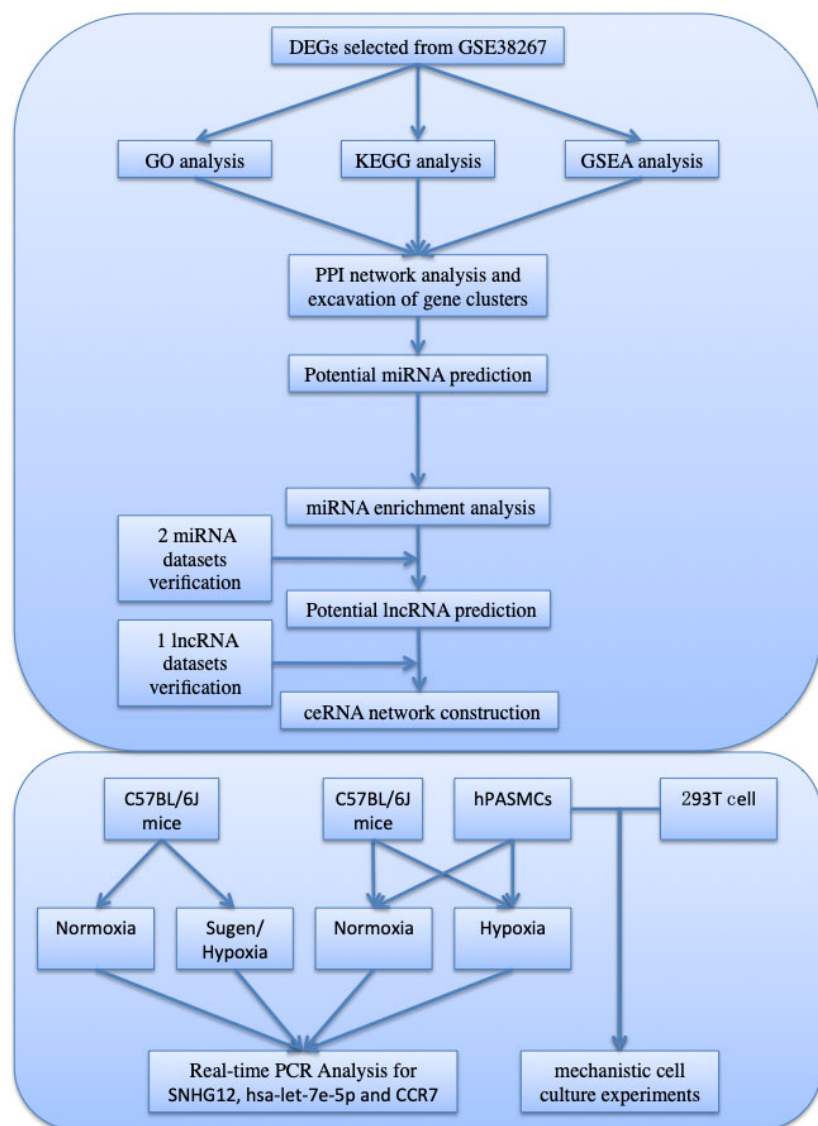 DEGs selected from GSE38267
GO analysis
KEGG analysis
GSEA analysis
PPI network analysis and
excavation of gene clusters
Potential miRNA prediction
miRNA enrichment analysis
2 miRNA
datasets
verification
Potential lncRNA prediction
1 lncRNA
datasets
verification
ceRNA network construction
C57BL/6J
mice
C57BL/6J
mice
hPASMCs
293T cell
Normoxia
Sugen/
Hypoxia
Normoxia
Hypoxia
Real-time PCR Analysis for
SNHG12, hsa-let-7e-5p and CCR7
mechanistic cell
culture experiments